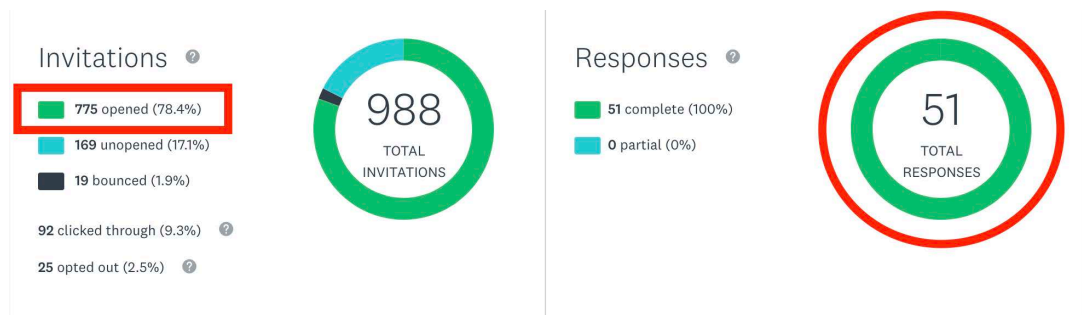 Invitations
775 opened (78.4%)
169 unopened (17.1%)
19 bounced (1.9%)
92 clicked through (9.3%)
25 opted out (2.5%)
988
TOTAL
INVITATIONS
Responses
51 complete (100%)
0 partial (0%)
51
TOTAL
RESPONSES